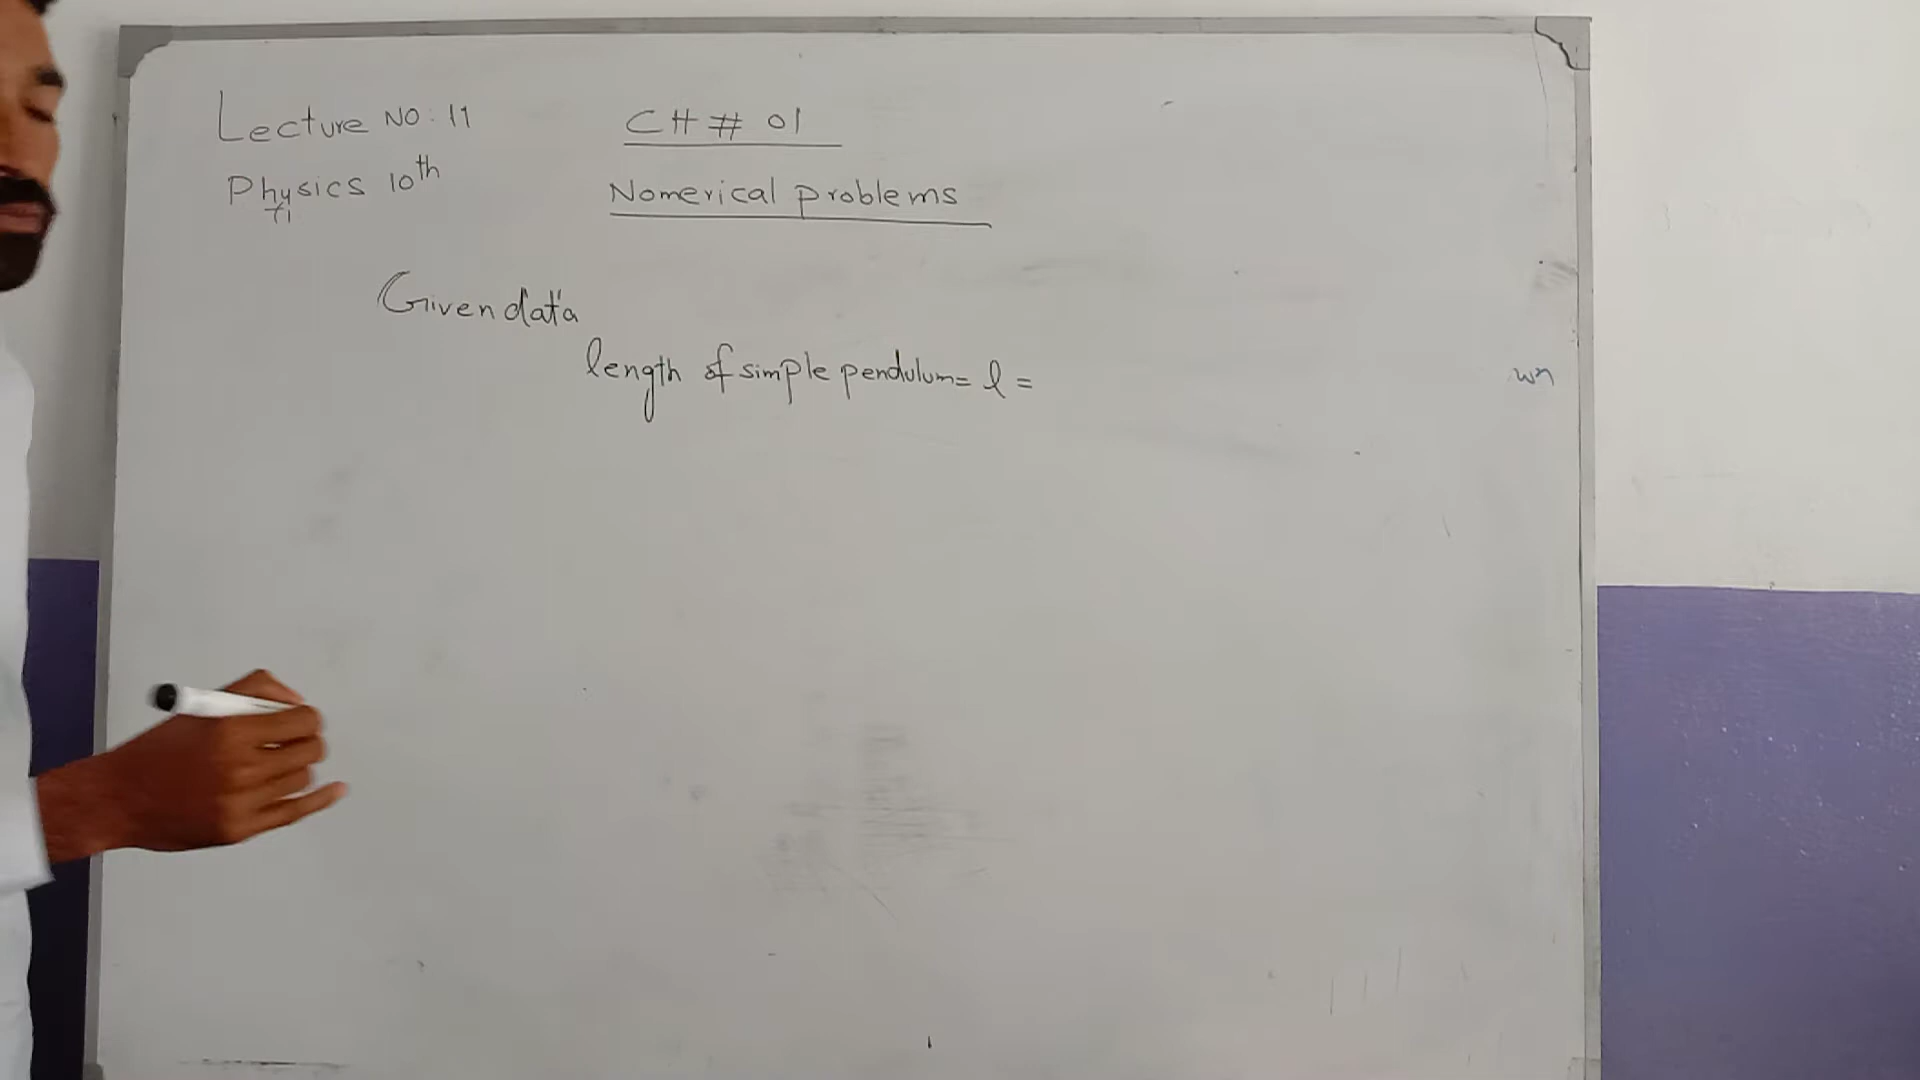 Lecture NO: 11
Physics 10th
CH # 01
Nomerical problems
Given data
length of simple pendulum = l =